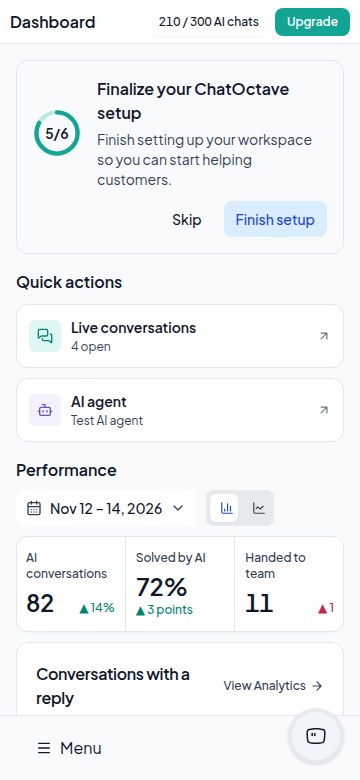 Dashboard
210 / 300 AI chats
Upgrade
5/6
Finalize your ChatOctave
setup
Finish setting up your workspace
so you can start helping
customers.
Skip
Finish setup
Quick actions
Live conversations
4 open
AI agent
Test AI agent
Performance
Nov 12 – 14, 2026
AI
conversations
82
▲ 14%
Solved by AI
72%
▲ 3 points
Handed to
team
11
▲ 1
Conversations with a
reply
View Analytics →
Menu